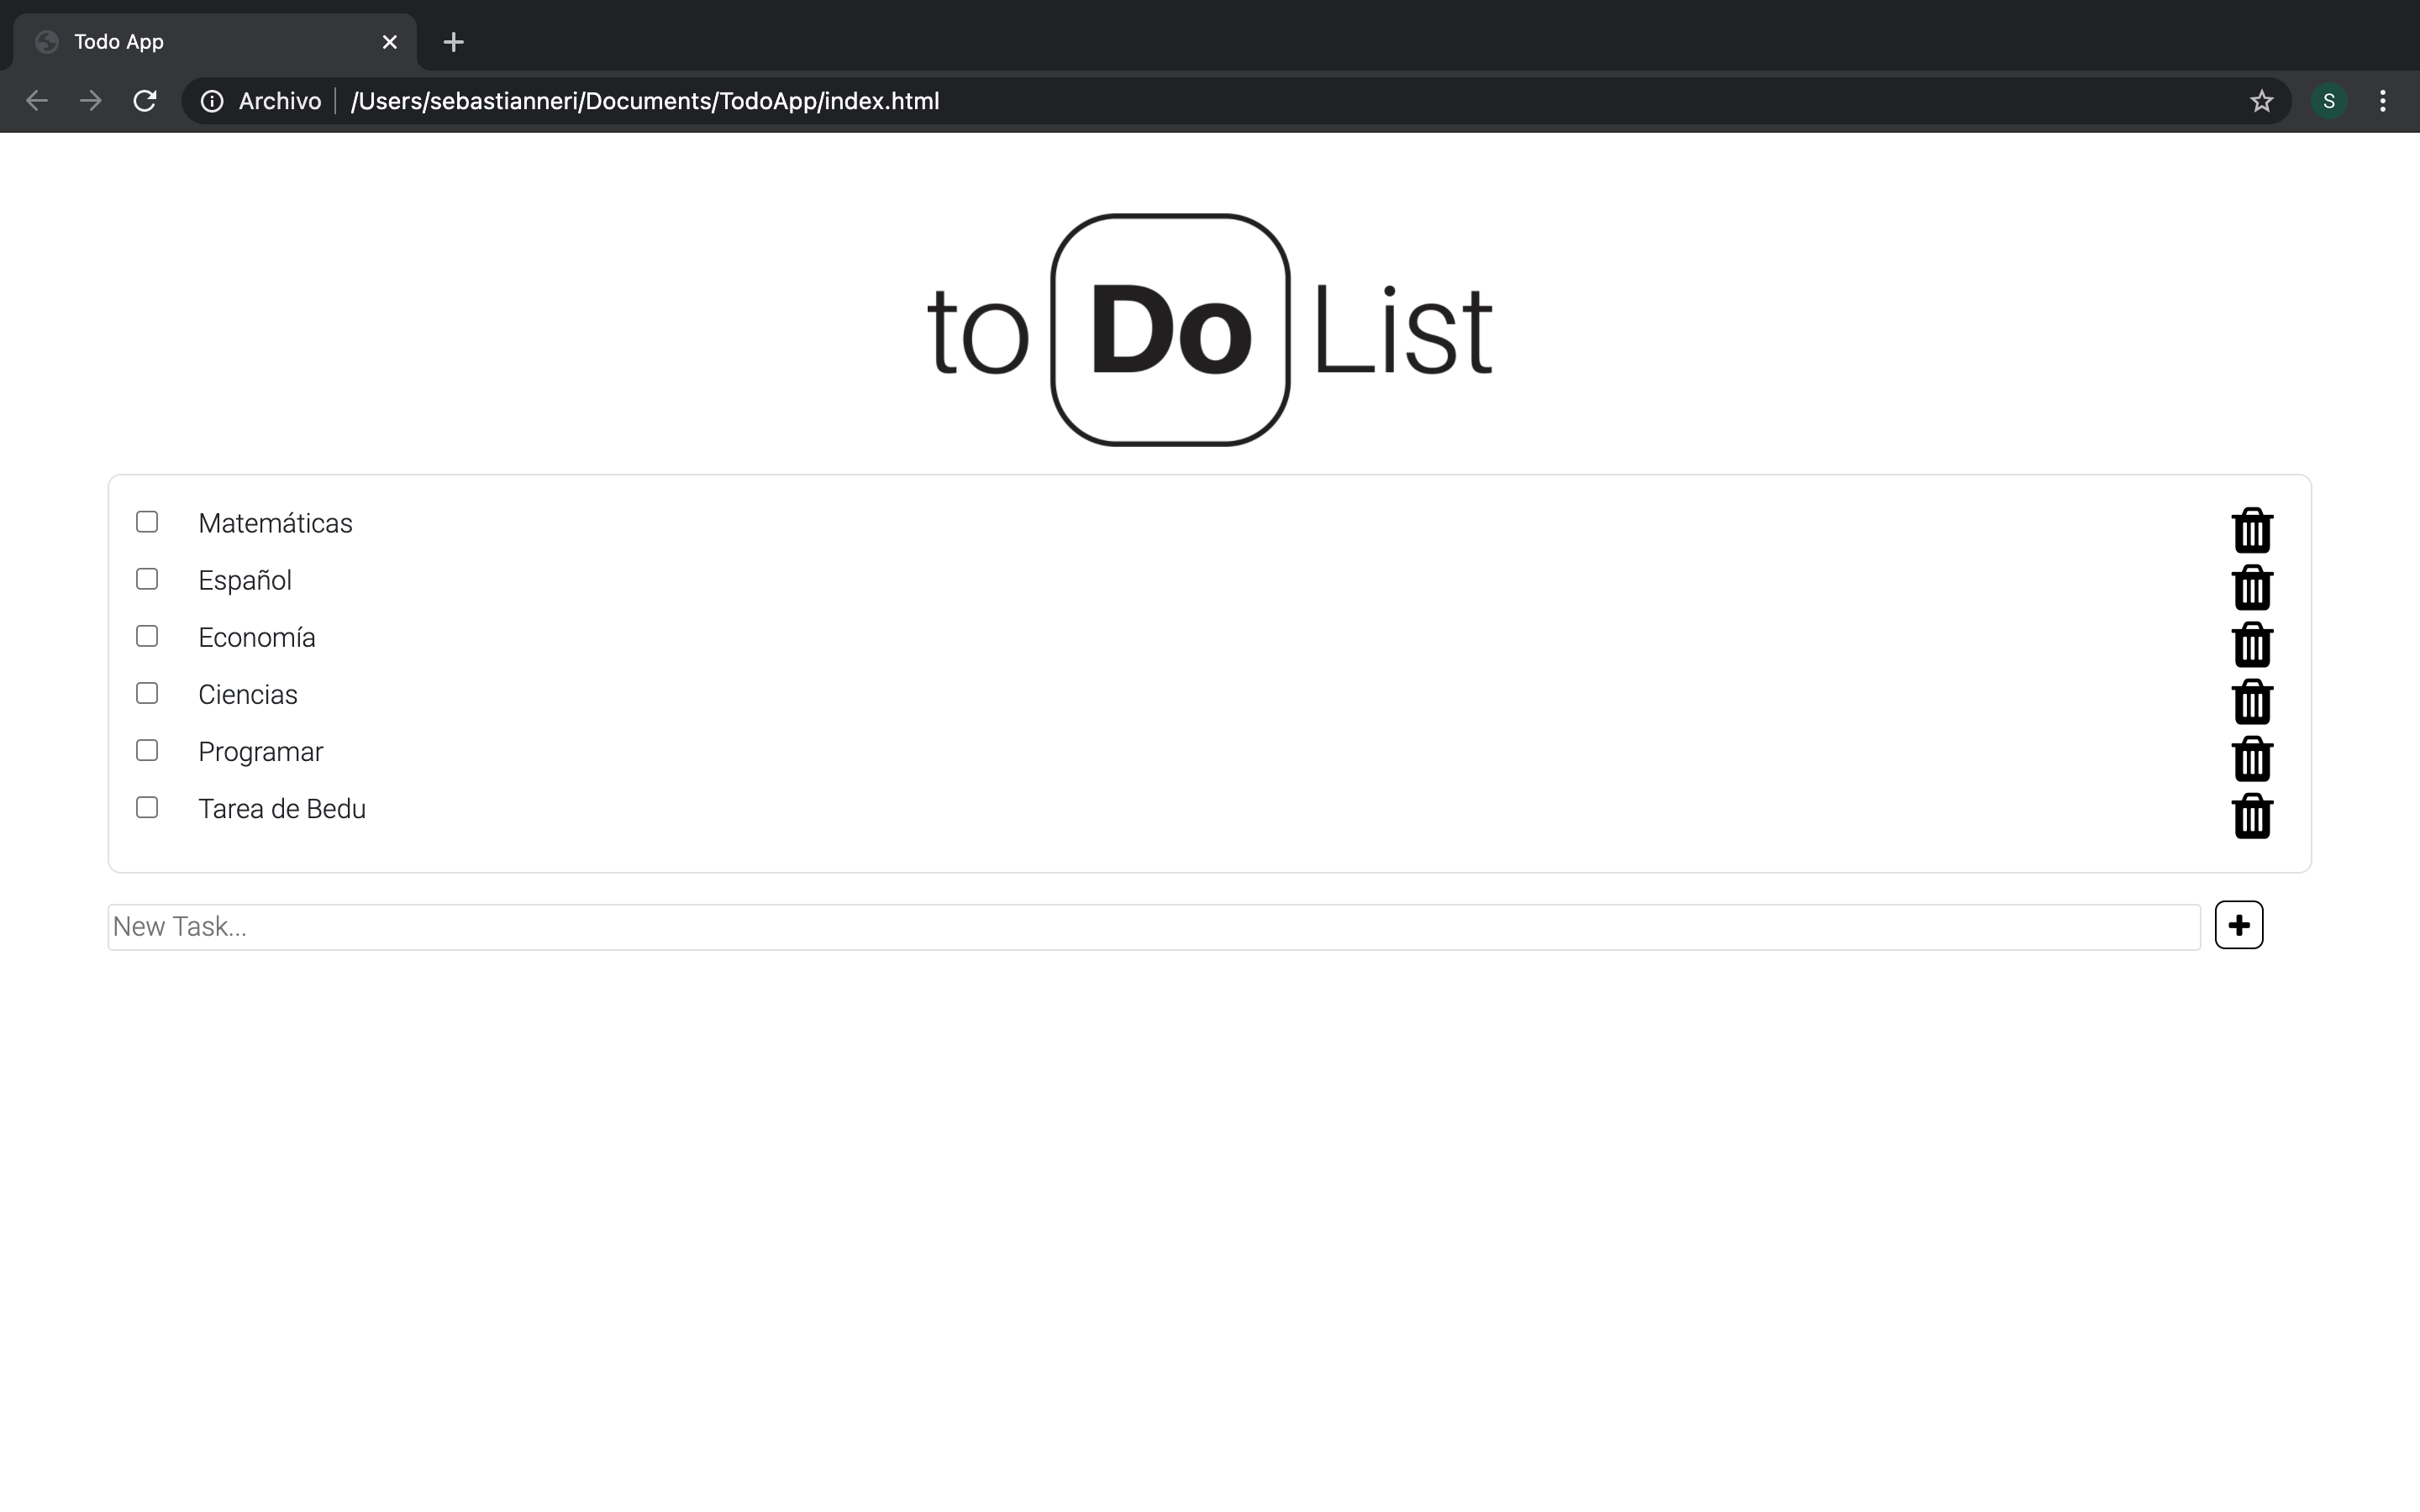 Todo App
Archivo /Users/sebastianneri/Documents/TodoApp/index.html
S
to Do List
Matemáticas
Español
Economía
Ciencias
Programar
Tarea de Bedu
New Task...